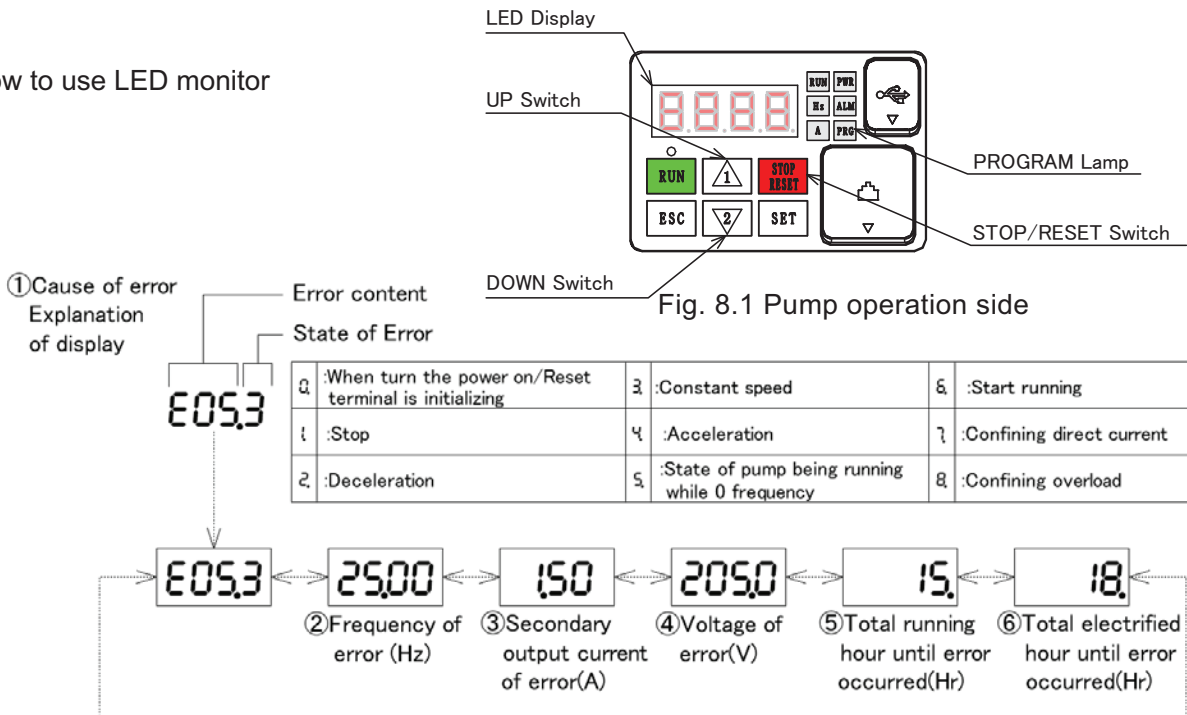 LED Display
ow to use LED monitor
UP Switch
8.8.8.8.
RUN PWR
Hz ALM
A PRG
RUN 1 STOP RESET
ESC 2 SET
PROGRAM Lamp
STOP/RESET Switch
DOWN Switch
Fig. 8.1 Pump operation side
①Cause of error
Explanation
of display
Error content
State of Error
E05.3
0. :When turn the power on/Reset
terminal is initializing
3. :Constant speed
6. :Start running
1. :Stop
4. :Acceleration
7. :Confining direct current
2. :Deceleration
5. :State of pump being running
while 0 frequency
8. :Confining overload
E05.3
25.00
1.50
205.0
15.
18.
②Frequency of
error (Hz)
③Secondary
output current
of error(A)
④Voltage of
error(V)
⑤Total running
hour until error
occurred(Hr)
⑥Total electrified
hour until error
occurred(Hr)